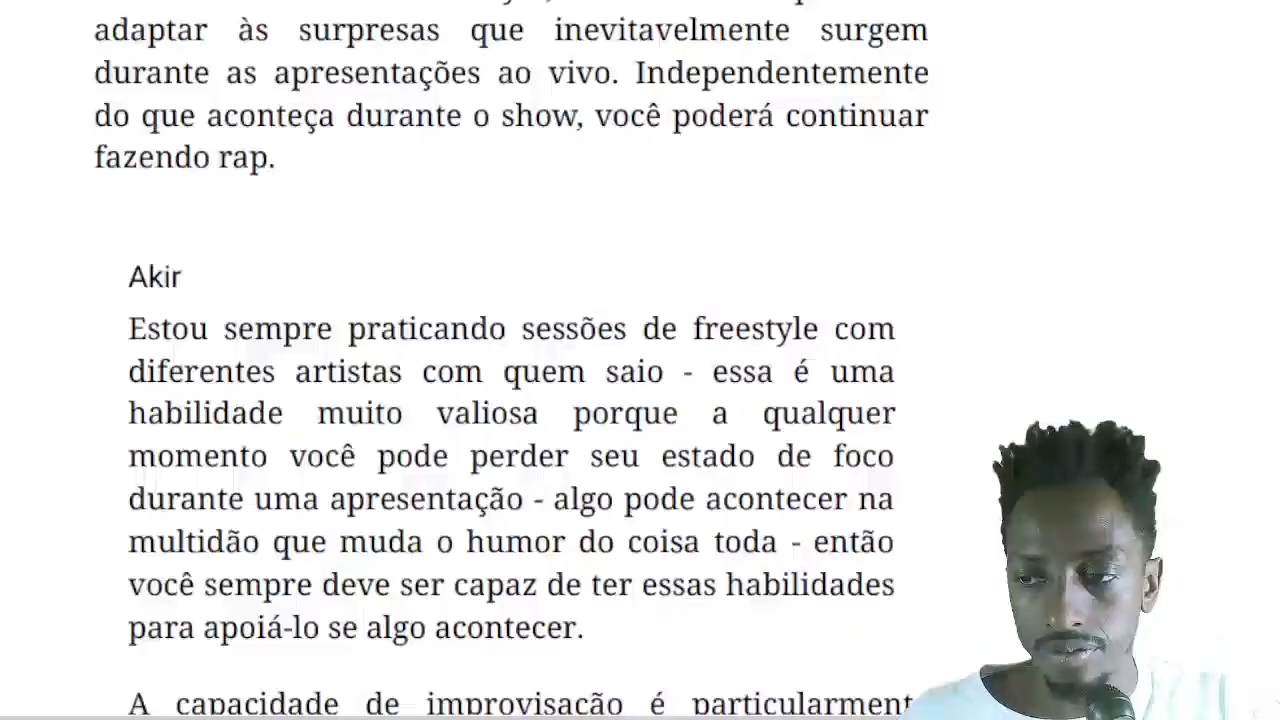 adaptar às surpresas que inevitavelmente surgem
durante as apresentações ao vivo. Independentemente
do que aconteça durante o show, você poderá continuar
fazendo rap.
Akir
Estou sempre praticando sessões de freestyle com
diferentes artistas com quem saio - essa é uma
habilidade muito valiosa porque a qualquer
momento você pode perder seu estado de foco
durante uma apresentação - algo pode acontecer na
multidão que muda o humor do coisa toda - então
você sempre deve ser capaz de ter essas habilidades
para apoiá-lo se algo acontecer.
A capacidade de improvisação é particularment